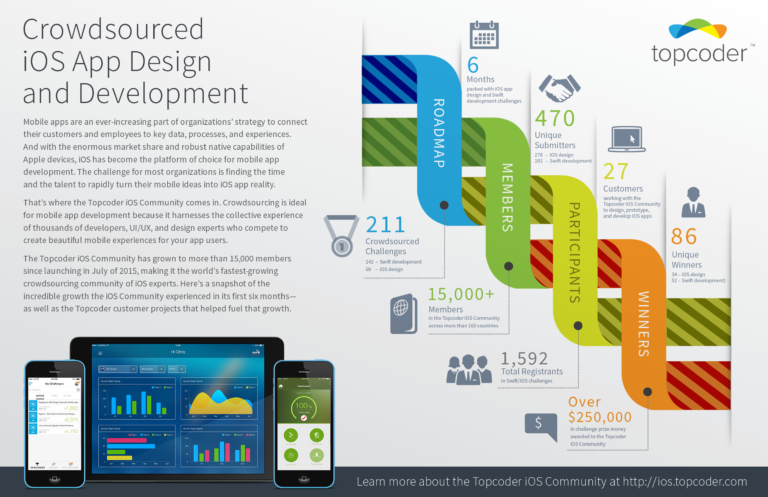 Crowdsourced
iOS App Design
and Development
Mobile apps are an ever-increasing part of organizations' strategy to connect
their customers and employees to key data, processes, and experiences.
And with the enormous market share and robust native capabilities of
Apple devices, iOS has become the platform of choice for mobile app
development. The challenge for most organizations is finding the time
and the talent to rapidly turn their mobile ideas into iOS app reality.
That's where the Topcoder iOS Community comes in. Crowdsourcing is ideal
for mobile app development because it harnesses the collective experience
of thousands of developers, UI/UX, and design experts who compete to
create beautiful mobile experiences for your app users.
The Topcoder iOS Community has grown to more than 15,000 members
since launching in July of 2015, making it the world's fastest-growing
crowdsourcing community of iOS experts. Here's a snapshot of the
incredible growth the iOS Community experienced in its first six months—
as well as the Topcoder customer projects that helped fuel that growth.
topcoder™
ROADMAP
6
Months
packed with iOS app
design and Swift
development challenges
211
Crowdsourced
Challenges
142 – Swift development
69 – iOS design
MEMBERS
470
Unique
Submitters
278 – iOS design
192 – Swift development
15,000+
Members
in the Topcoder iOS Community
across more than 160 countries
PARTICIPANTS
27
Customers
working with the
Topcoder iOS Community
to design, prototype,
and develop iOS apps
1,592
Total Registrants
in Swift/iOS challenges
WINNERS
86
Unique
Winners
34 – iOS design
52 – Swift development)
Over
$250,000
in challenge prize money
awarded to the Topcoder
iOS Community
$
1
Hi Chris
My Challenges
100
Learn more about the Topcoder iOS Community at http://ios.topcoder.com